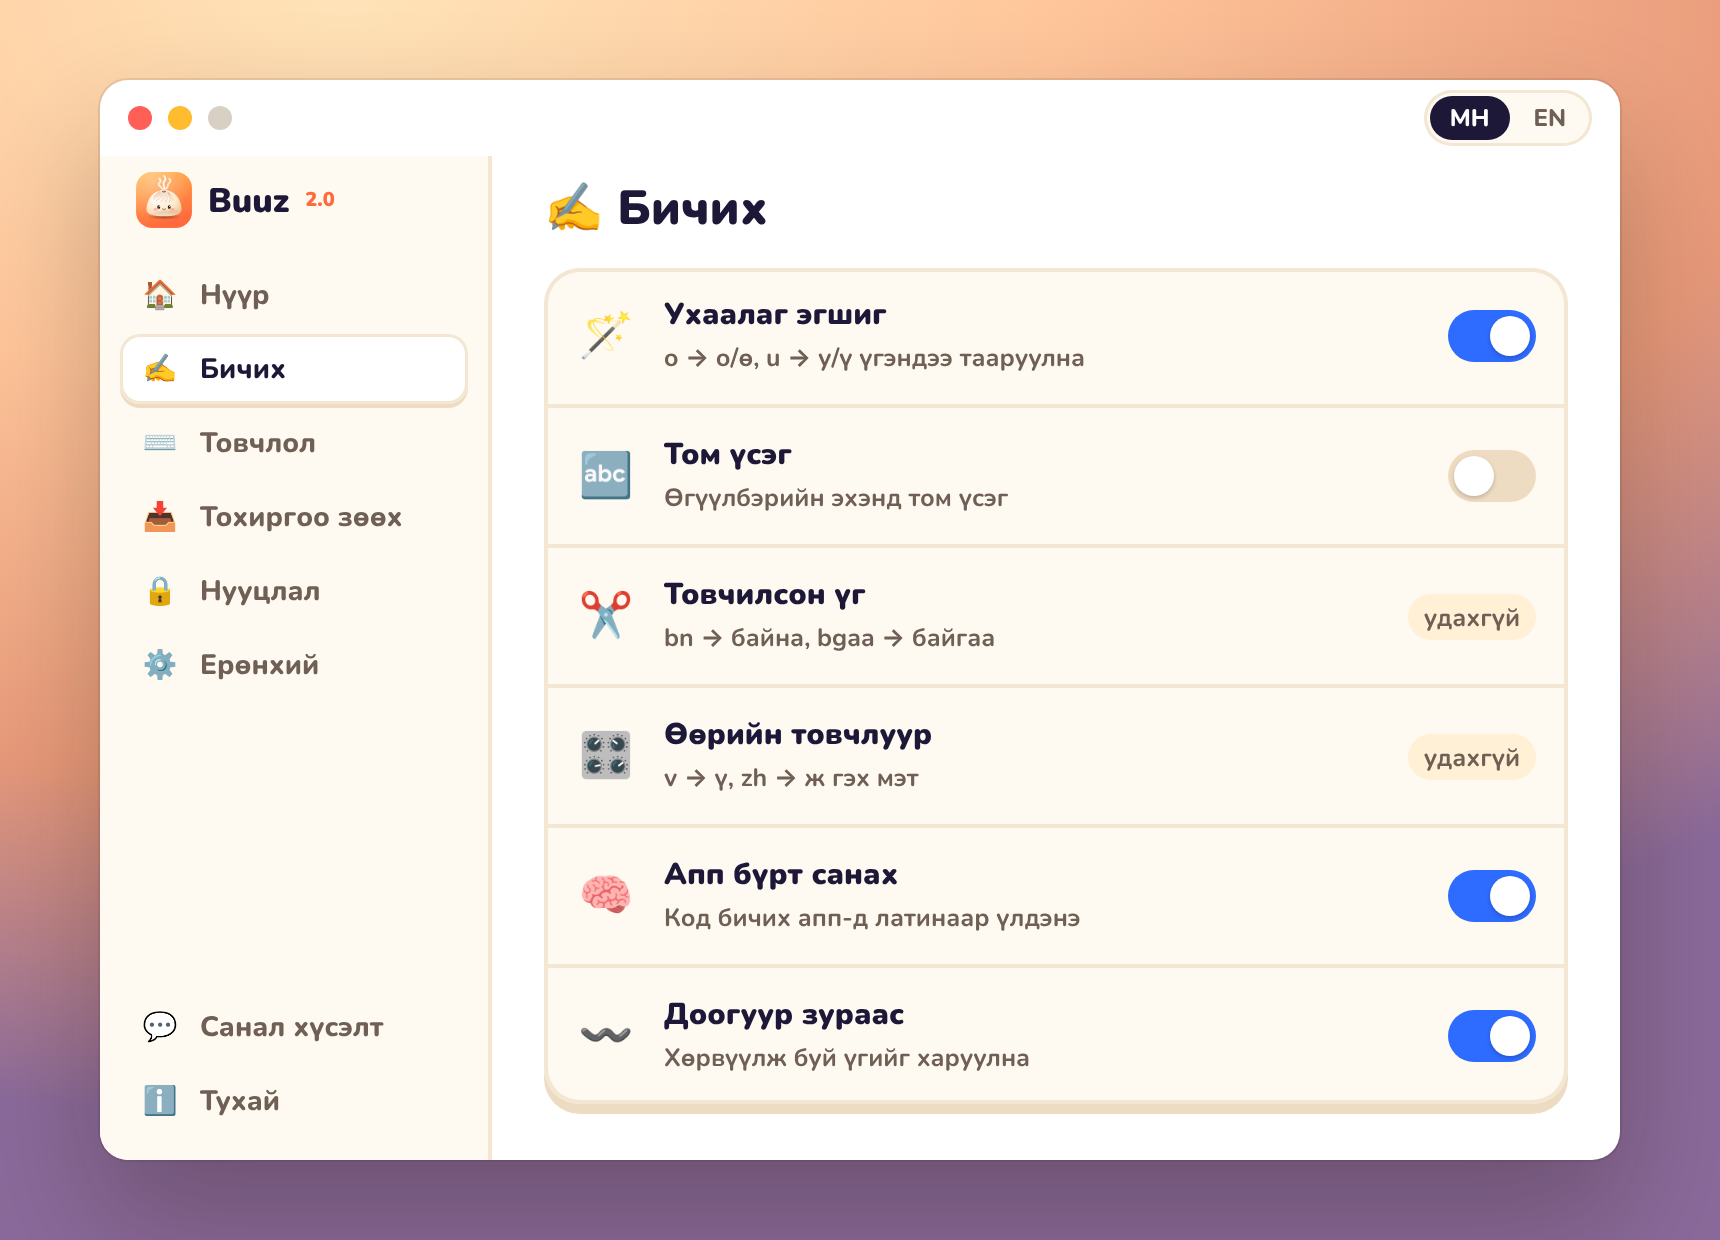 МН EN
Buuz 2.0
Нүүр
Бичих
Товчлол
Тохиргоо зөөх
Нууцлал
Ерөнхий
Санал хүсэлт
Тухай
Бичих
Ухаалаг эгшиг
o → о/ө, u → у/ү үгэндээ тааруулна
abc
Том үсэг
Өгүүлбэрийн эхэнд том үсэг
Товчилсон үг
bn → байна, bgaa → байгаа
удахгүй
Өөрийн товчлуур
v → ү, zh → ж гэх мэт
удахгүй
Апп бүрт санах
Код бичих апп-д латинаар үлдэнэ
Доогуур зураас
Хөрвүүлж буй үгийг харуулна